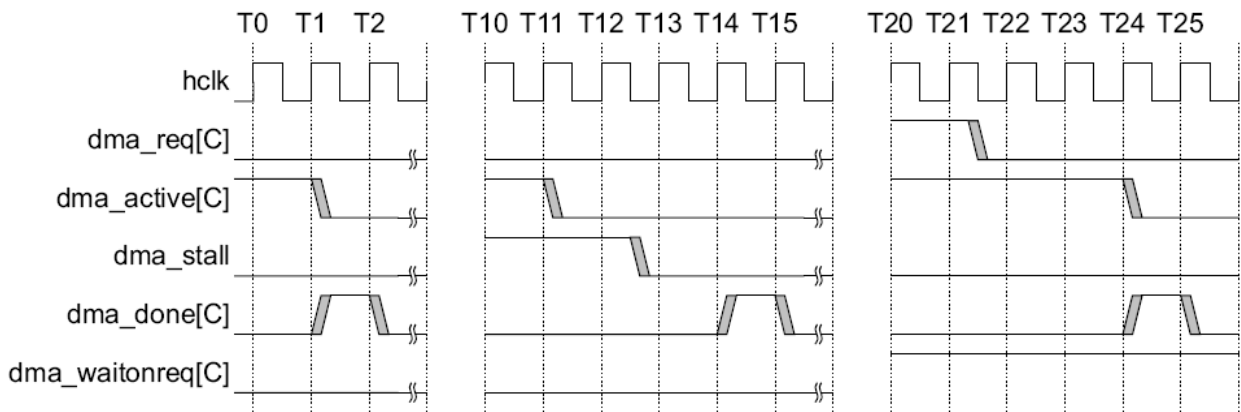 T0 T1 T2 T10 T11 T12 T13 T14 T15 T20 T21 T22 T23 T24 T25
hclk
dma_req[C]
dma_active[C]
dma_stall
dma_done[C]
dma_waitonreq[C]